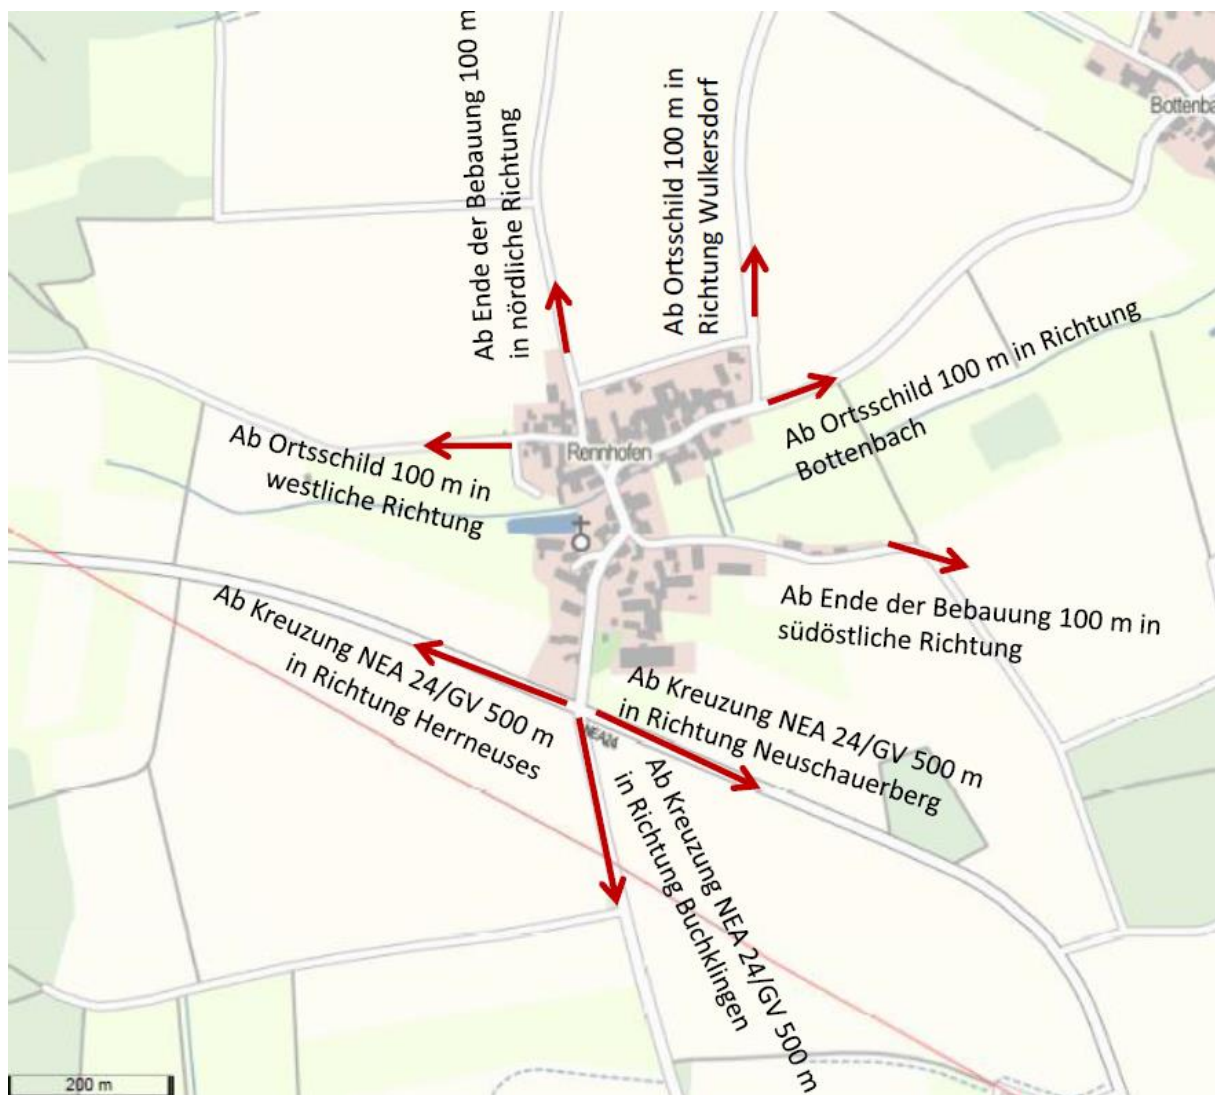 Ab Ende der Bebauung 100 m
in nördliche Richtung
Ab Ortsschild 100 m in
Richtung Wulkersdorf
Ab Ortsschild 100 m in Richtung
Bottenbach
Rennhofen
Ab Ortsschild 100 m in
westliche Richtung
Ab Ende der Bebauung 100 m in
südöstliche Richtung
Ab Kreuzung NEA 24/GV 500 m
in Richtung Herrneuses
Ab Kreuzung NEA 24/GV 500 m
in Richtung Neuschauerberg
NEA24
Ab Kreuzung NEA 24/GV 500 m
in Richtung Buchklingen
200 m